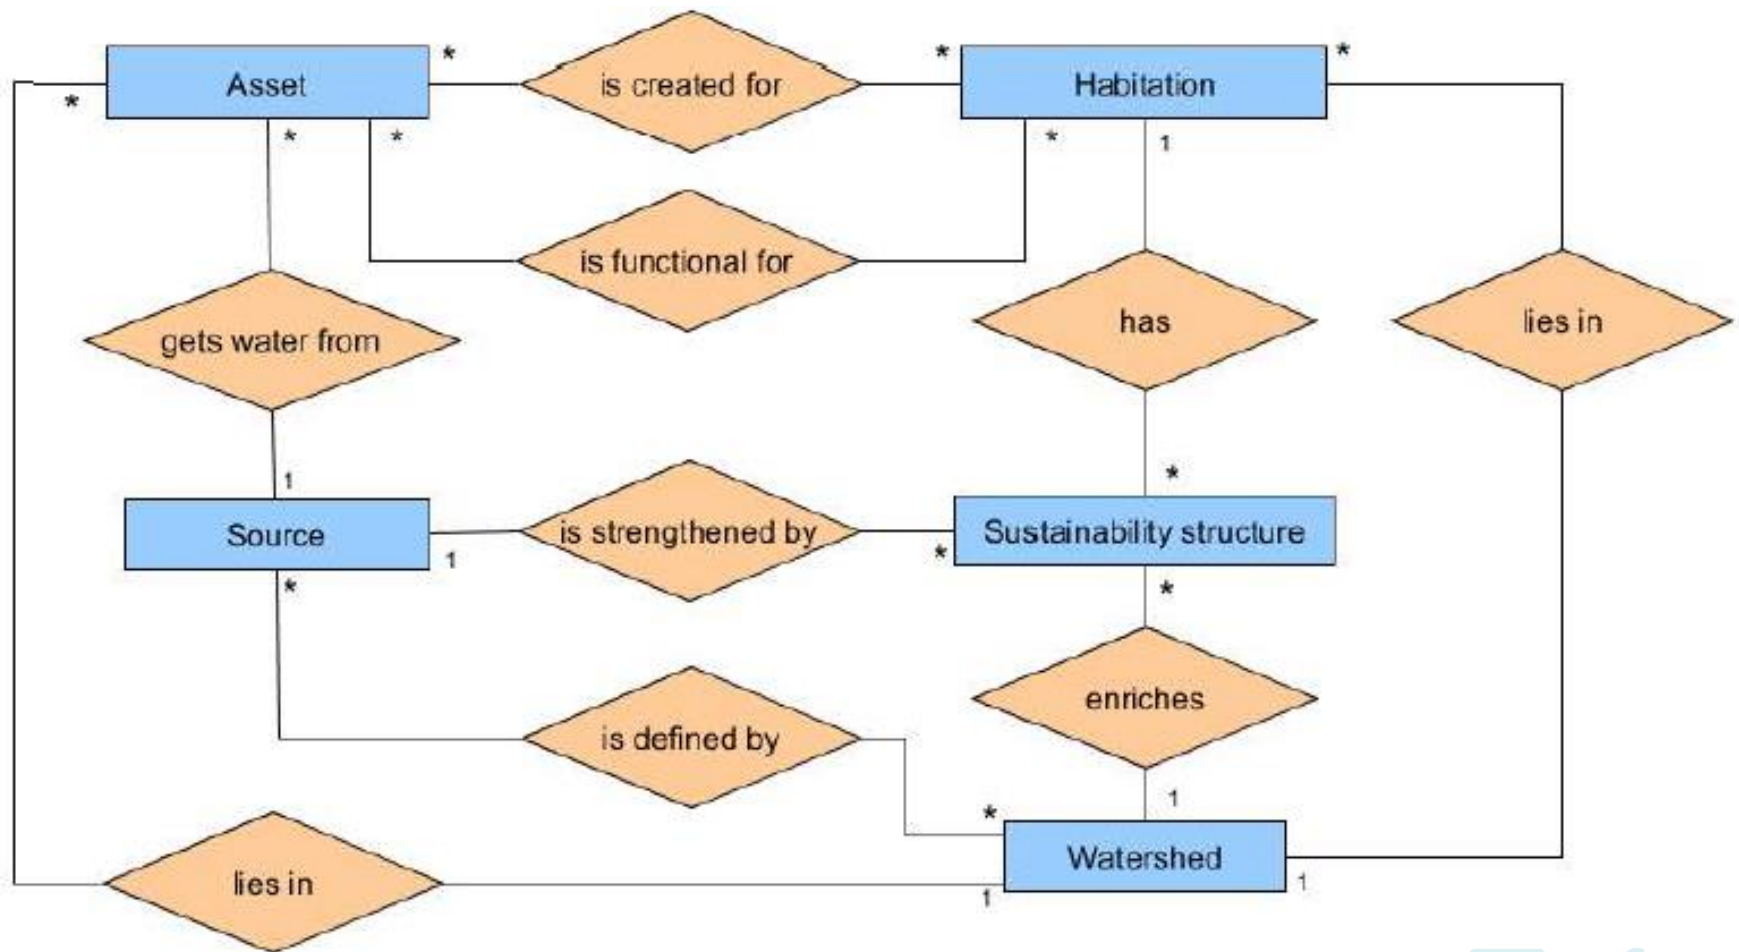 * is created for * *
Asset Habitation
*
* * * 1
is functional for
has lies in
gets water from
1 *
is strengthened by
Source Sustainability structure
1 *
* *
enriches
is defined by
1
*
Watershed
lies in
1 1